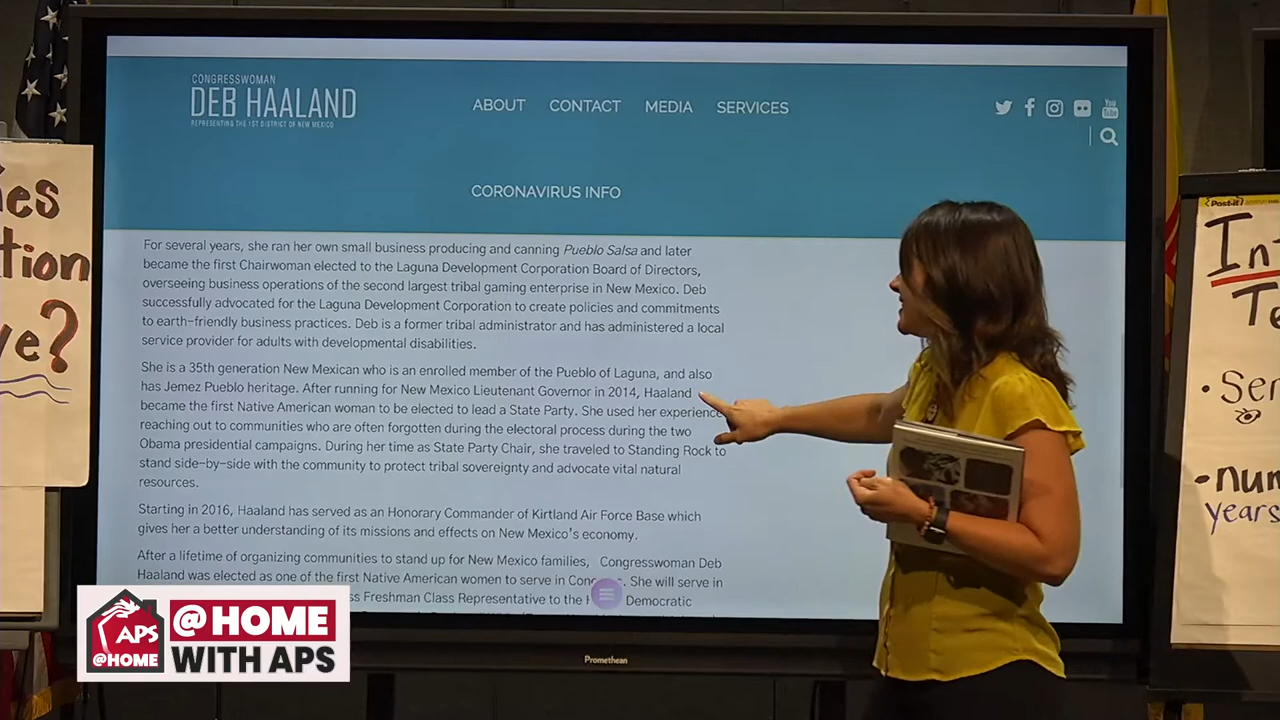 CONGRESSWOMAN
DEB HAALAND
REPRESENTING THE 1ST DISTRICT OF NEW MEXICO
ABOUT CONTACT MEDIA SERVICES
You
Tube
CORONAVIRUS INFO
For several years, she ran her own small business producing and canning Pueblo Salsa and later
became the first Chairwoman elected to the Laguna Development Corporation Board of Directors,
overseeing business operations of the second largest tribal gaming enterprise in New Mexico. Deb
successfully advocated for the Laguna Development Corporation to create policies and commitments
to earth-friendly business practices. Deb is a former tribal administrator and has administered a local
service provider for adults with developmental disabilities.
She is a 35th generation New Mexican who is an enrolled member of the Pueblo of Laguna, and also
has Jemez Pueblo heritage. After running for New Mexico Lieutenant Governor in 2014, Haaland
became the first Native American woman to be elected to lead a State Party. She used her experience
reaching out to communities who are often forgotten during the electoral process during the two
Obama presidential campaigns. During her time as State Party Chair, she traveled to Standing Rock to
stand side-by-side with the community to protect tribal sovereignty and advocate vital natural
resources.
Starting in 2016, Haaland has served as an Honorary Commander of Kirtland Air Force Base which
gives her a better understanding of its missions and effects on New Mexico's economy.
After a lifetime of organizing communities to stand up for New Mexico families, Congresswoman Deb
Haaland was elected as one of the first Native American women to serve in Cong s. She will serve in
ss Freshman Class Representative to the H Democratic
Promethean
ies
tion
ve?
Post-it
In
Te
• Ser
• num
years
APS
@HOME
@HOME
WITH APS